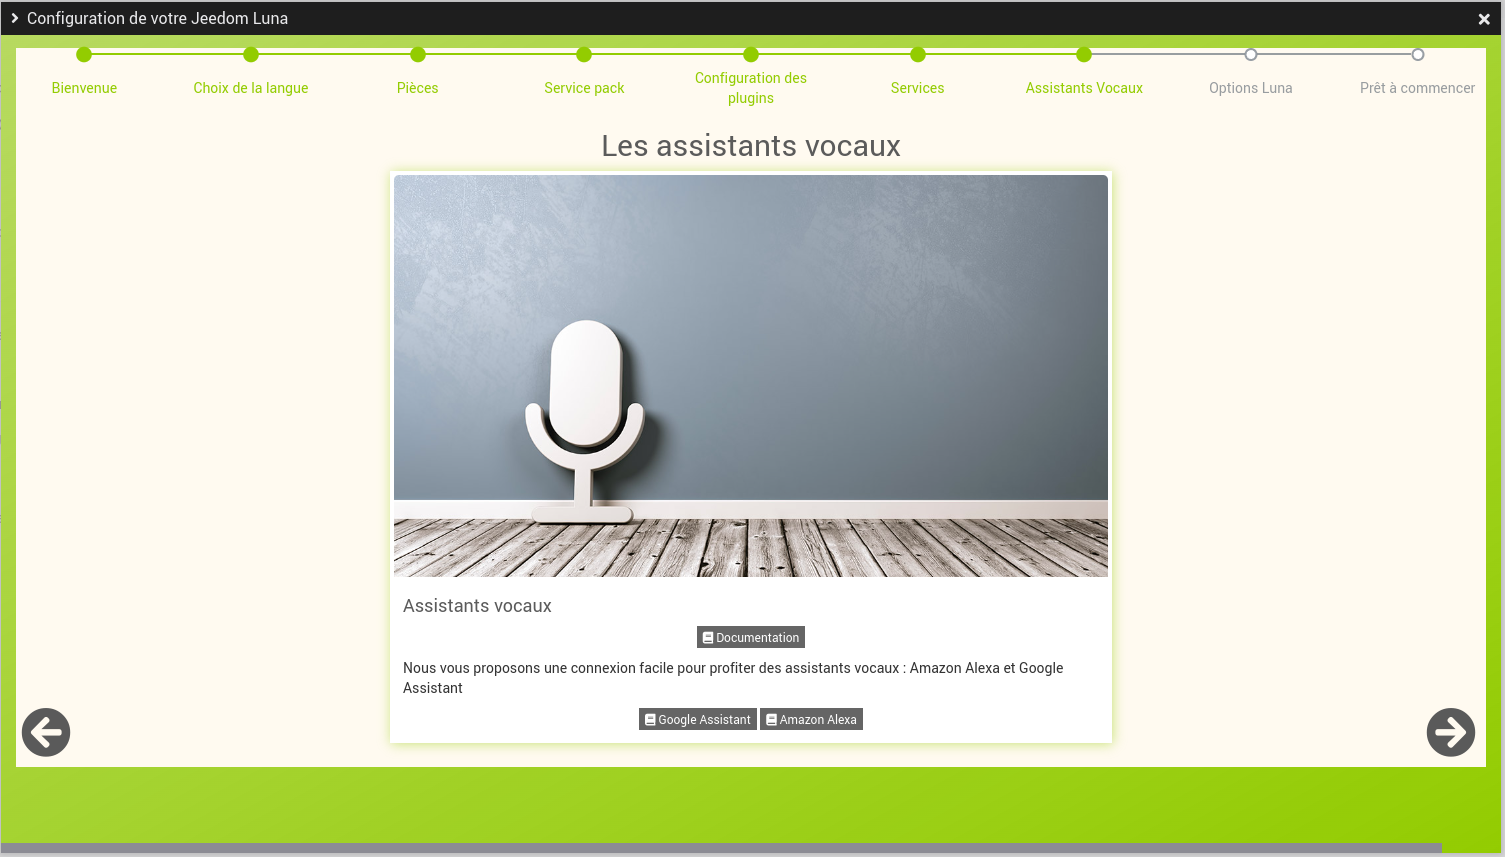 Configuration de votre Jeedom Luna
Bienvenue
Choix de la langue
Pièces
Service pack
Configuration des
plugins
Services
Assistants Vocaux
Options Luna
Prêt à commencer
Les assistants vocaux
Assistants vocaux
Documentation
Nous vous proposons une connexion facile pour profiter des assistants vocaux : Amazon Alexa et Google
Assistant
Google Assistant
Amazon Alexa